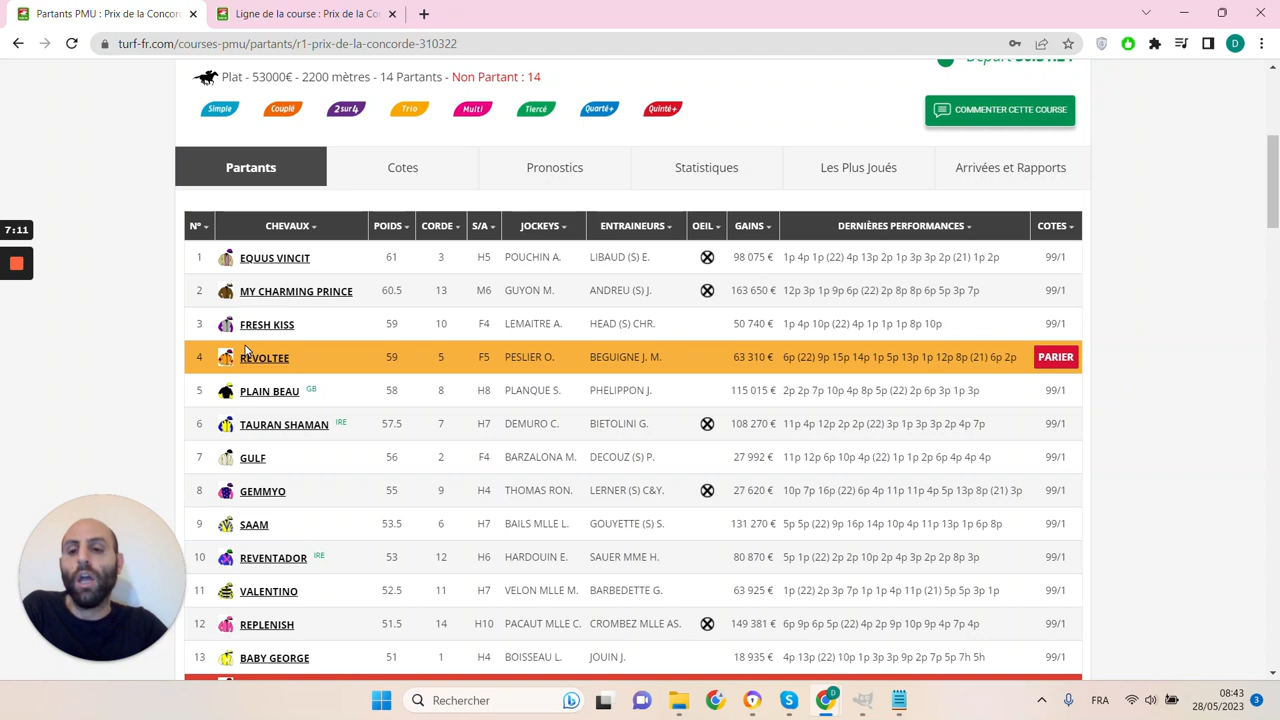 Partants PMU : Prix de la Concor
Listing PMU : Prix de la Conc
turf-fr.com/courses-pmu/partants/r1-prix-de-la-concorde-310322
D
Plat - 53000€ - 2200 mètres - 14 Partants - Non Partant : 14
Simple Couplé 2sur4 Trio Multi Tiercé Quarté+ Quinté+
COMMENTER CETTE COURSE
Partants Cotes Pronostics Statistiques Les Plus Joués Arrivées et Rapports
7:11
N° CHEVAUX POIDS CORDE S/A JOCKEYS ENTRAINEURS OEIL GAINS DERNIÈRES PERFORMANCES COTES
1 EQUUS VINCIT 61 3 H5 POUCHIN A. LIBAUD (S) E. 98 075 € 1p 4p 1p (22) 4p 13p 2p 1p 3p 3p 2p (21) 1p 2p 99/1
2 MY CHARMING PRINCE 60.5 13 M6 GUYON M. ANDREU (S) J. 163 650 € 12p 3p 1p 9p 6p (22) 2p 8p 8p 6p 5p 3p 7p 99/1
3 FRESH KISS 59 10 F4 LEMAITRE A. HEAD (S) CHR. 50 740 € 1p 4p 10p (22) 4p 1p 1p 1p 8p 10p 99/1
4 REVOLTEE 59 5 F5 PESLIER O. BEGUIGNE J. M. 63 310 € 6p (22) 9p 15p 14p 1p 5p 13p 1p 12p 8p (21) 6p 2p PARIER
5 PLAIN BEAU GB 58 8 H8 PLANQUE S. PHELIPPON J. 115 015 € 2p 2p 7p 10p 4p 8p 5p (22) 2p 6p 3p 1p 3p 99/1
6 TAURAN SHAMAN IRE 57.5 7 H7 DEMURO C. BIETOLINI G. 108 270 € 11p 4p 12p 2p 2p (22) 3p 1p 3p 3p 2p 4p 7p 99/1
7 GULF 56 2 F4 BARZALONA M. DECOUZ (S) P. 27 992 € 11p 12p 6p 10p 4p (22) 1p 1p 2p 6p 4p 4p 4p 99/1
8 GEMMYO 55 9 H4 THOMAS RON. LERNER (S) C&Y. 27 620 € 10p 7p 16p (22) 6p 4p 11p 11p 4p 5p 13p 8p (21) 3p 99/1
9 SAAM 53.5 6 H7 BAILS MLLE L. GOUYETTE (S) S. 131 270 € 5p 5p (22) 9p 16p 14p 10p 4p 11p 13p 1p 6p 8p 99/1
10 REVENTADOR IRE 53 12 H6 HARDOUIN E. SAUER MME H. 80 870 € 5p 1p (22) 2p 2p 10p 2p 4p 3p 2p 2p 8p 3p 99/1
11 VALENTINO 52.5 11 H7 VELON MLLE M. BARBEDETTE G. 63 925 € 1p (22) 2p 3p 7p 1p 1p 4p 11p (21) 5p 5p 3p 1p 99/1
12 REPLENISH 51.5 14 H10 PACAUT MLLE C. CROMBEZ MLLE AS. 149 381 € 6p 9p 6p 5p (22) 4p 2p 9p 10p 9p 4p 7p 4p 99/1
13 BABY GEORGE 51 1 H4 BOISSEAU L. JOUIN J. 18 935 € 4p 13p (22) 10p 1p 3p 3p 9p 2p 7p 5p 7h 5h 99/1
Rechercher D FRA 08:43
28/05/2023 3